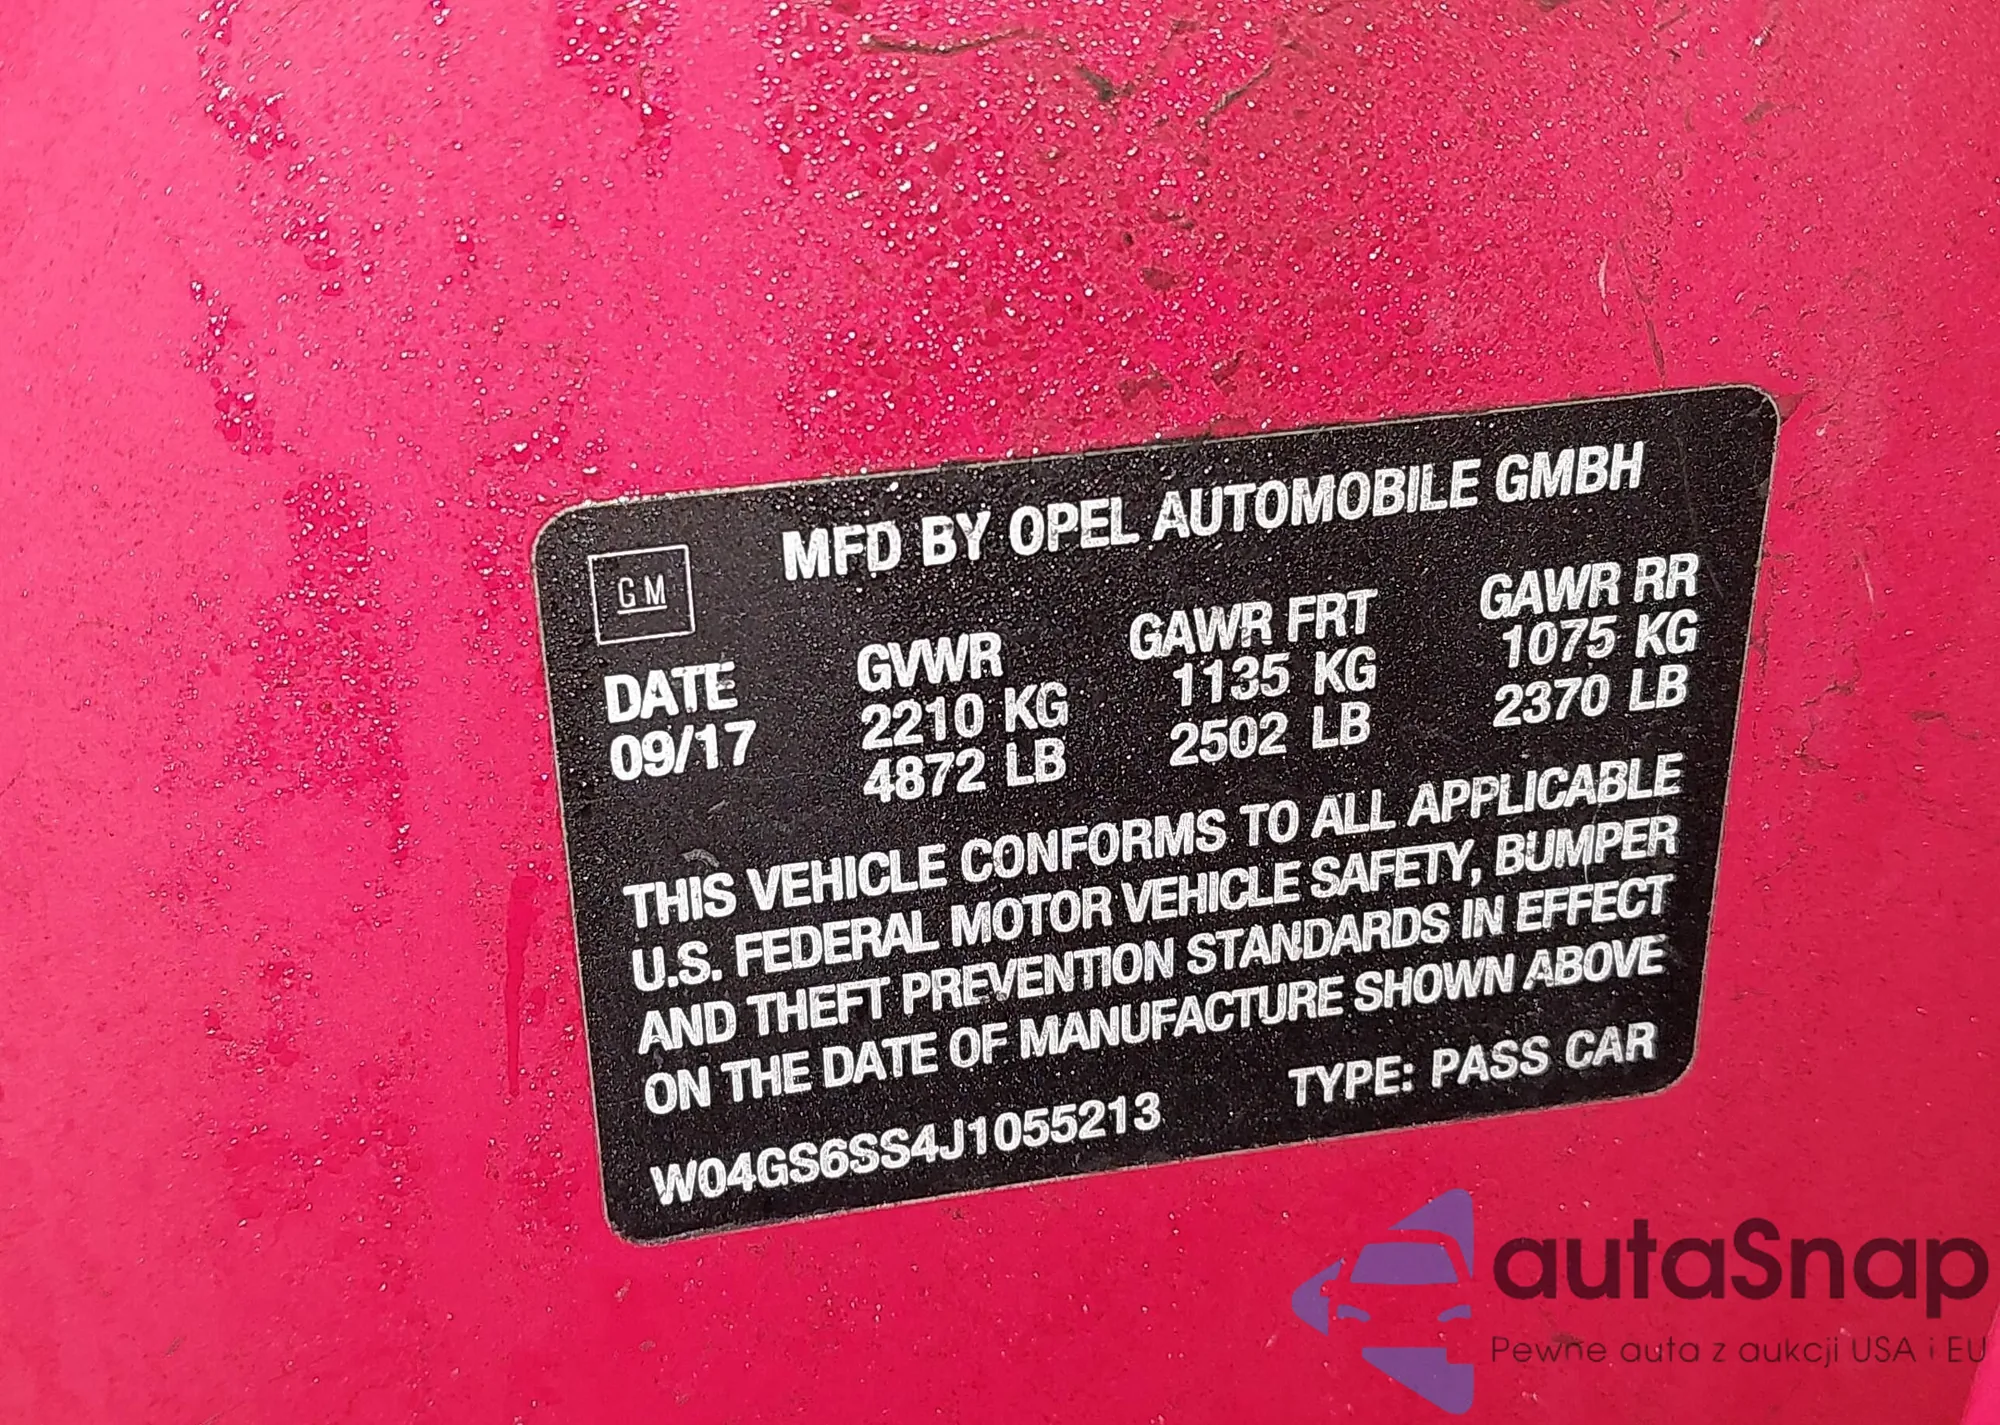 MFD BY OPEL AUTOMOBILE GMBH
GM
DATE GVWR GAWR FRT GAWR RR
09/17 2210 KG 1135 KG 1075 KG
4872 LB 2502 LB 2370 LB
THIS VEHICLE CONFORMS TO ALL APPLICABLE
U.S. FEDERAL MOTOR VEHICLE SAFETY, BUMPER
AND THEFT PREVENTION STANDARDS IN EFFECT
ON THE DATE OF MANUFACTURE SHOWN ABOVE
W04GS6SS4J1055213 TYPE: PASS CAR
autaSnap
Pewne auta z aukcji USA i EU